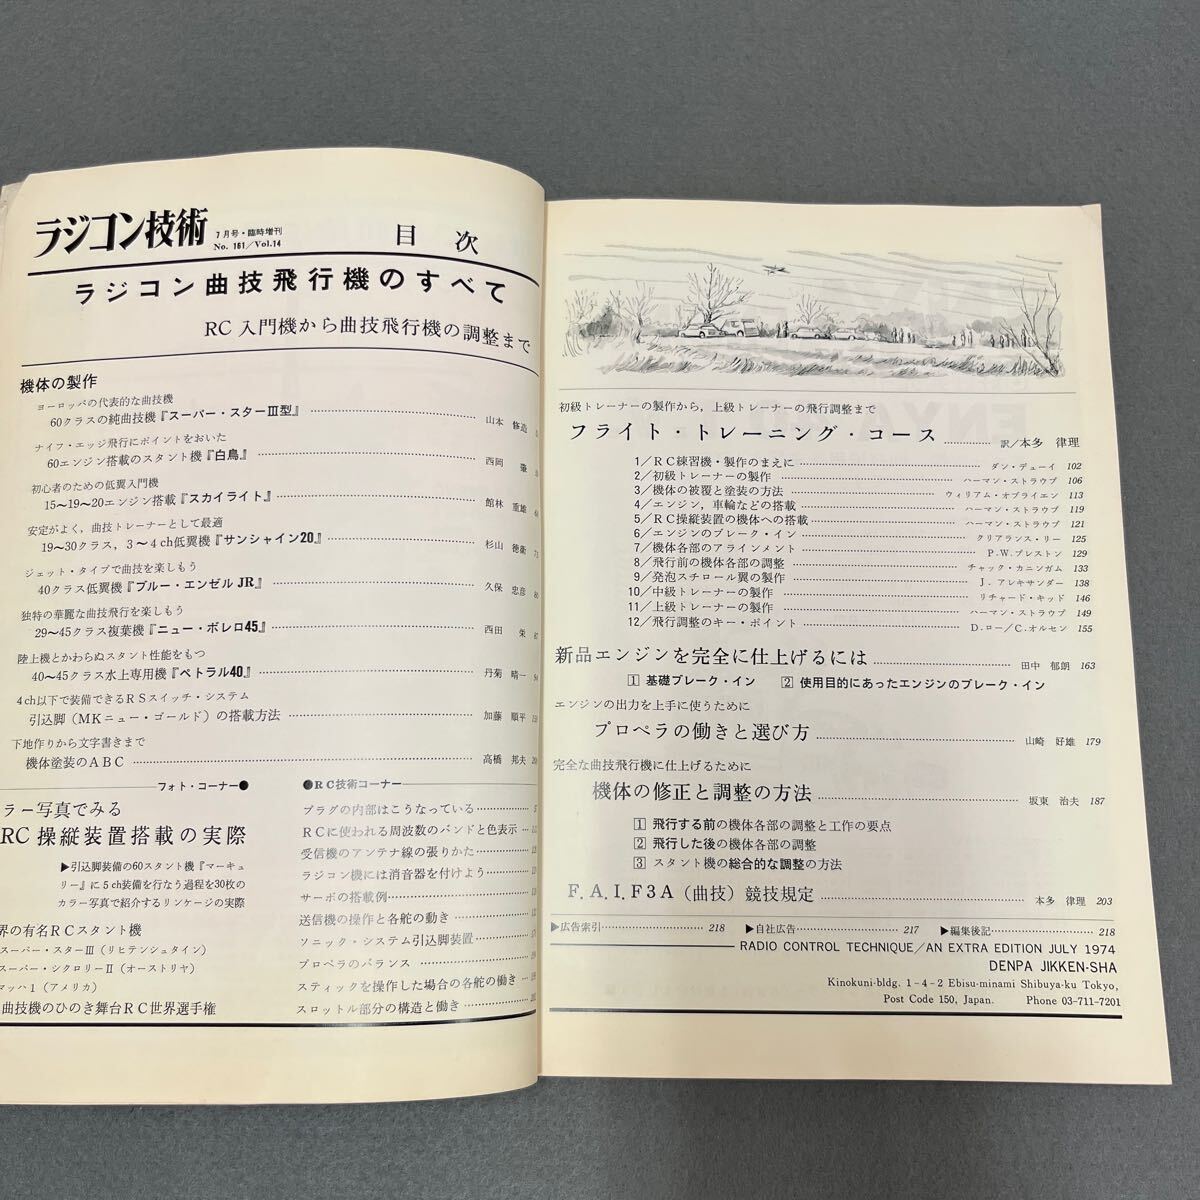 ラジコン技術
7月号・臨時増刊
No. 161/Vol.14
目次
ラジコン曲技飛行機のすべて
RC入門機から曲技飛行機の調整まで
機体の製作
ヨーロッパの代表的な曲技機
60クラスの純曲技機『スーパー・スターⅢ型』 山本 修造
ナイフ・エッジ飛行にポイントをおいた
60エンジン搭載のスタント機『白鳥』 西岡 肇
初心者のための低翼入門機
15〜19〜20エンジン搭載『スカイライト』 館林 重雄
安定がよく,曲技トレーナーとして最適
19〜30クラス,3〜4ch低翼機『サンシャイン20』 杉山 徳衛
ジェット・タイプで曲技を楽しもう
40クラス低翼機『ブルー・エンゼルJR』 久保 忠彦
独特の華麗な曲技飛行を楽しもう
29〜45クラス複葉機『ニュー・ボレロ45』 西田 栄
陸上機とかわらぬスタント性能をもつ
40〜45クラス水上専用機『ペトラル40』 丹菊 晴一
4ch以下で装備できるRSスイッチ・システム
引込脚(MKニュー・ゴールド)の搭載方法 加藤 順平
下地作りから文字書きまで
機体塗装のABC 高橋 邦夫
フォト・コーナー●
ラー写真でみる
RC操縦装置搭載の実際
▶引込脚装備の60スタント機『マーキュ
リー』に5ch装備を行なう過程を30枚の
カラー写真で紹介するリンケージの実際
界の有名RCスタント機
スーパー・スターⅢ(リヒテンシュタイン)
スーパー・シクロリーⅡ(オーストリヤ)
マッハ1(アメリカ)
曲技機のひのき舞台RC世界選手権
●RC技術コーナー
プラグの内部はこうなっている
RCに使われる周波数のバンドと色表示
受信機のアンテナ線の張りかた
ラジコン機には消音器を付けよう
サーボの搭載例
送信機の操作と各舵の動き
ソニック・システム引込脚装置
プロペラのバランス
スティックを操作した場合の各舵の動き
スロットル部分の構造と働き
初級トレーナーの製作から,上級トレーナーの飛行調整まで
フライト・トレーニング・コース 訳/本多 律理
1/RC練習機・製作のまえに ダン・デューイ 102
2/初級トレーナーの製作 ハーマン・ストラウブ 106
3/機体の被覆と塗装の方法 ウィリアム・オブライエン 113
4/エンジン,車輪などの搭載 ハーマン・ストラウブ 119
5/RC操縦装置の機体への搭載 ハーマン・ストラウブ 121
6/エンジンのブレーク・イン クリアランス・リー 125
7/機体各部のアラインメント P.W.プレストン 129
8/飛行前の機体各部の調整 チャック・カニンガム 133
9/発泡スチロール翼の製作 J.アレキサンダー 138
10/中級トレーナーの製作 リチャード・キッド 146
11/上級トレーナーの製作 ハーマン・ストラウブ 149
12/飛行調整のキー・ポイント D.ロー/C.オルセン 155
新品エンジンを完全に仕上げるには 田中 郁朗 163
1 基礎ブレーク・イン 2 使用目的にあったエンジンのブレーク・イン
エンジンの出力を上手に使うために
プロペラの働きと選び方 山崎 好雄 179
完全な曲技飛行機に仕上げるために
機体の修正と調整の方法 坂東 治夫 187
1 飛行する前の機体各部の調整と工作の要点
2 飛行した後の機体各部の調整
3 スタント機の総合的な調整の方法
F.A.I.F3A(曲技)競技規定 本多 律理 203
▶広告索引 218 ▶自社広告 217 ▶編集後記 218
RADIO CONTROL TECHNIQUE/AN EXTRA EDITION JULY 1974
DENPA JIKKEN-SHA
Kinokuni-bldg. 1-4-2 Ebisu-minami Shibuya-ku Tokyo,
Post Code 150, Japan. Phone 03-711-7201